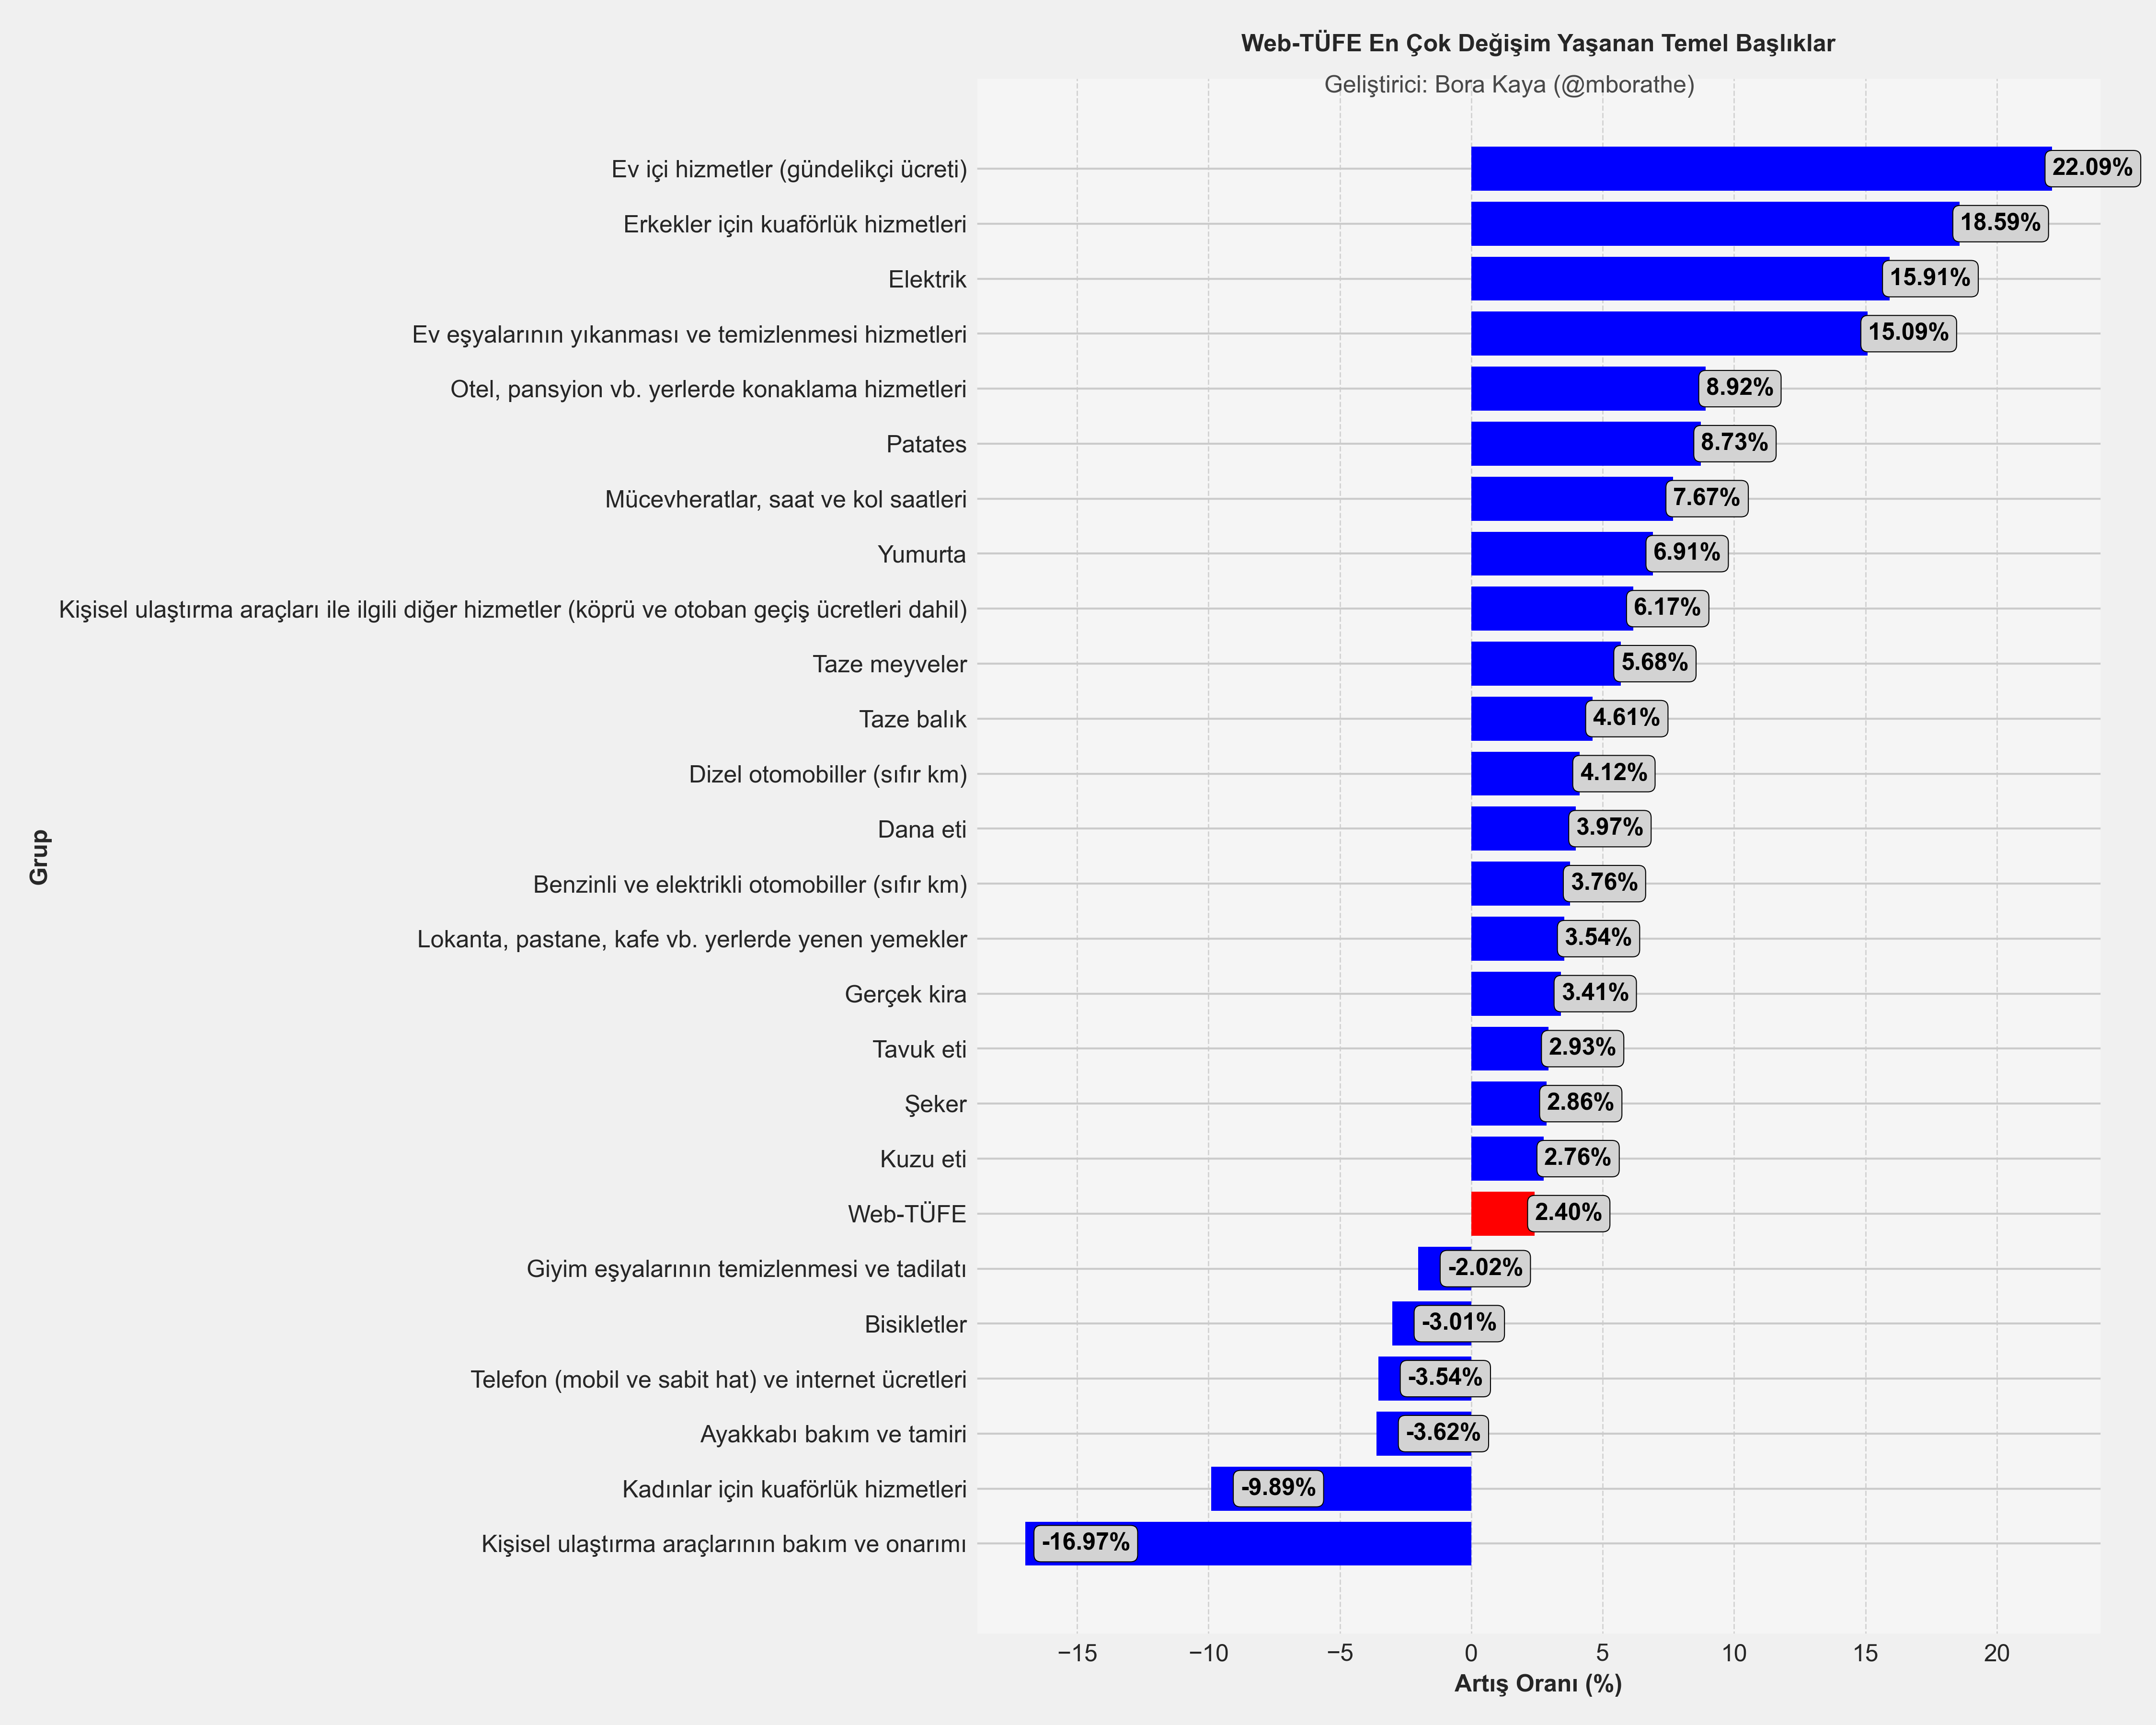 Web-TÜFE En Çok Değişim Yaşanan Temel Başlıklar
Geliştirici: Bora Kaya (@mborathe)
Grup
Ev içi hizmetler (gündelikçi ücreti) 22.09%
Erkekler için kuaförlük hizmetleri 18.59%
Elektrik 15.91%
Ev eşyalarının yıkanması ve temizlenmesi hizmetleri 15.09%
Otel, pansyion vb. yerlerde konaklama hizmetleri 8.92%
Patates 8.73%
Mücevheratlar, saat ve kol saatleri 7.67%
Yumurta 6.91%
Kişisel ulaştırma araçları ile ilgili diğer hizmetler (köprü ve otoban geçiş ücretleri dahil) 6.17%
Taze meyveler 5.68%
Taze balık 4.61%
Dizel otomobiller (sıfır km) 4.12%
Dana eti 3.97%
Benzinli ve elektrikli otomobiller (sıfır km) 3.76%
Lokanta, pastane, kafe vb. yerlerde yenen yemekler 3.54%
Gerçek kira 3.41%
Tavuk eti 2.93%
Şeker 2.86%
Kuzu eti 2.76%
Web-TÜFE 2.40%
Giyim eşyalarının temizlenmesi ve tadilatı -2.02%
Bisikletler -3.01%
Telefon (mobil ve sabit hat) ve internet ücretleri -3.54%
Ayakkabı bakım ve tamiri -3.62%
Kadınlar için kuaförlük hizmetleri -9.89%
Kişisel ulaştırma araçlarının bakım ve onarımı -16.97%
−15 −10 −5 0 5 10 15 20
Artış Oranı (%)